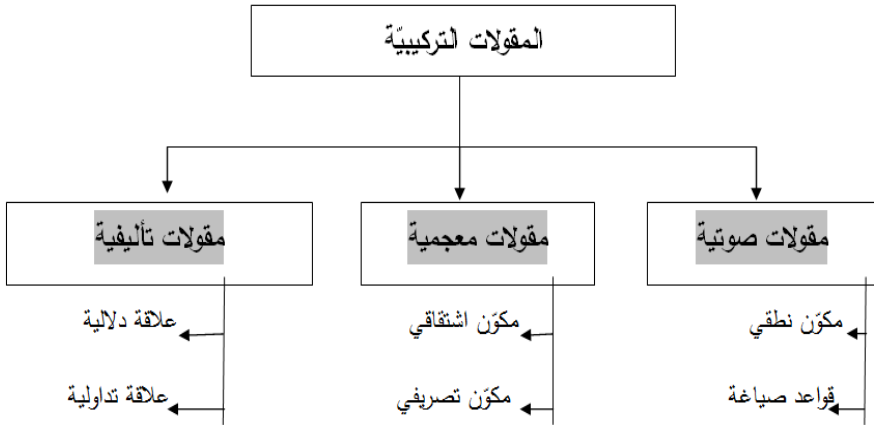 المقولات التركيبيّة
مقولات صوتية
مقولات معجمية
مقولات تأليفية
مكوّن نطقي
مكوّن اشتقاقي
علاقة دلالية
قواعد صياغة
مكوّن تصريفي
علاقة تداولية